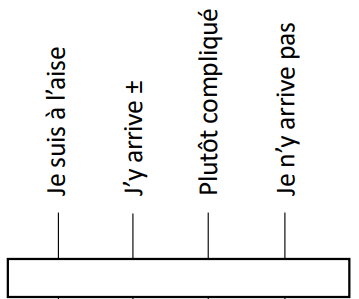 Je suis à l’aise
J’y arrive ±
Plutôt compliqué
Je n’y arrive pas